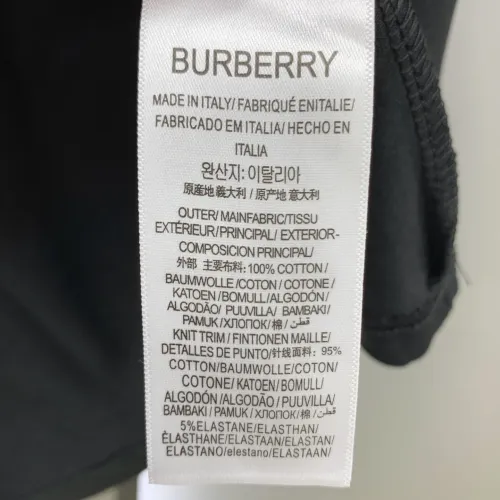 BURBERRY
MADE IN ITALY/ FABRIQUÉ ENITALIE/
FABRICADO EM ITALIA/ HECHO EN
ITALIA
완산지: 이탈리아
原産地 義大利 / 原产地 意大利
OUTER/ MAINFABRIC/TISSU
EXTÉRIEUR/PRINCIPAL/ EXTERIOR-
COMPOSICION PRINCIPAL/
外部 主要布料: 100% COTTON /
BAUMWOLLE /COTON / COTONE /
KATOEN / BOMULL/ ALGODÓN/
ALGODÃO/ PUUVILLA/ BAMBAKI/
PAMUK / ХЛОПОК / 棉 / قطن /
KNIT TRIM / FINTIONEN MAILLE/
DETALLES DE PUNTO/针线面料: 95%
COTTON/BAUMWOLLE/COTON/
COTONE/ KATOEN/ BOMULL/
ALGODÓN / ALGODÃO / PUUVILLA/
BAMBAKI / PAMUK / ХЛОПОК/ 棉 / قطن /
5%ELASTANE/ELASTHAN/
ÉLASTHANE/ELASTAAN/ELASTAN
ELASTANO/elestano/ELASTAAN/